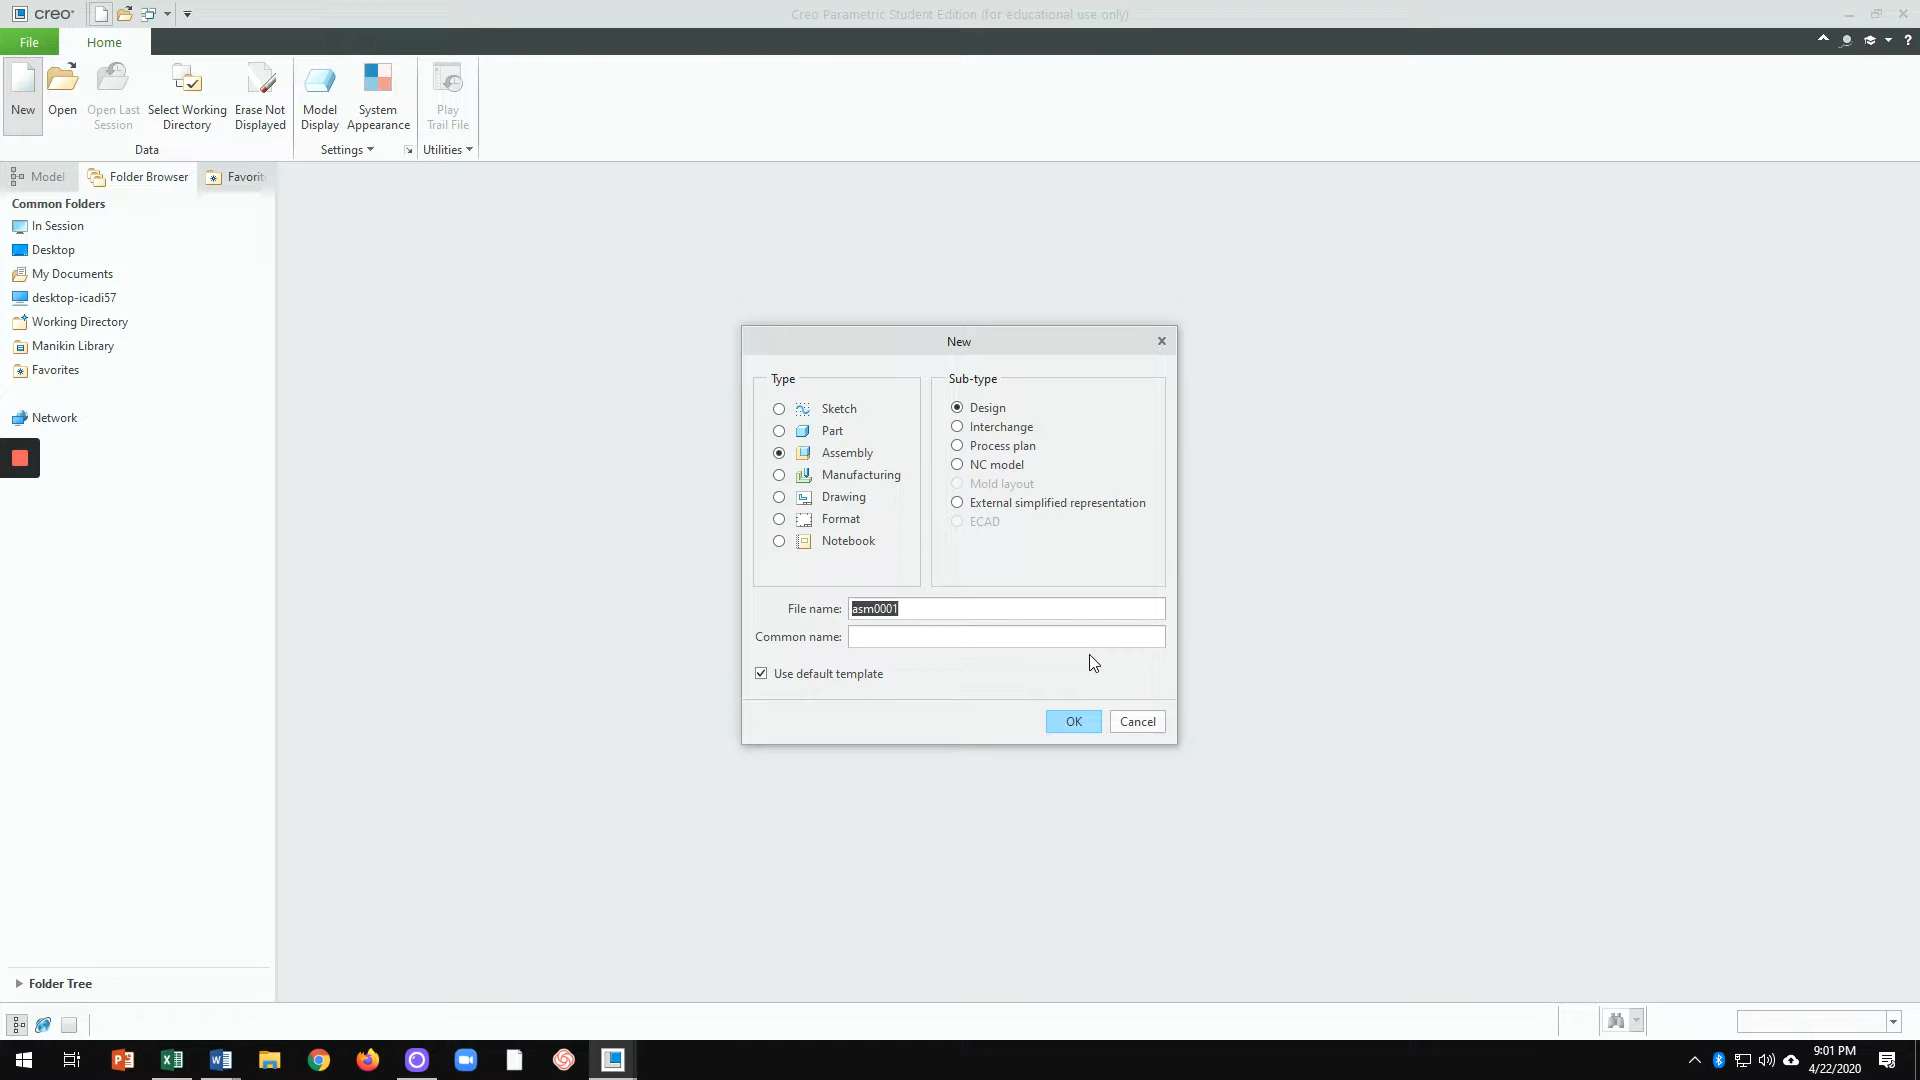 creo
Creo Parametric Student Edition (for educational use only)
File
Home
?
New
Open
Open Last
Session
Select Working
Directory
Erase Not
Displayed
Model
Display
System
Appearance
Play
Trail File
Data
Settings
Utilities
Model
Folder Browser
Favorit
Common Folders
In Session
Desktop
My Documents
desktop-icadi57
Working Directory
Manikin Library
Favorites
Network
Folder Tree
New
Type
Sub-type
Sketch
Part
Assembly
Manufacturing
Drawing
Format
Notebook
Design
Interchange
Process plan
NC model
Mold layout
External simplified representation
ECAD
File name:
asm0001
Common name:
Use default template
OK
Cancel
9:01 PM
4/22/2020